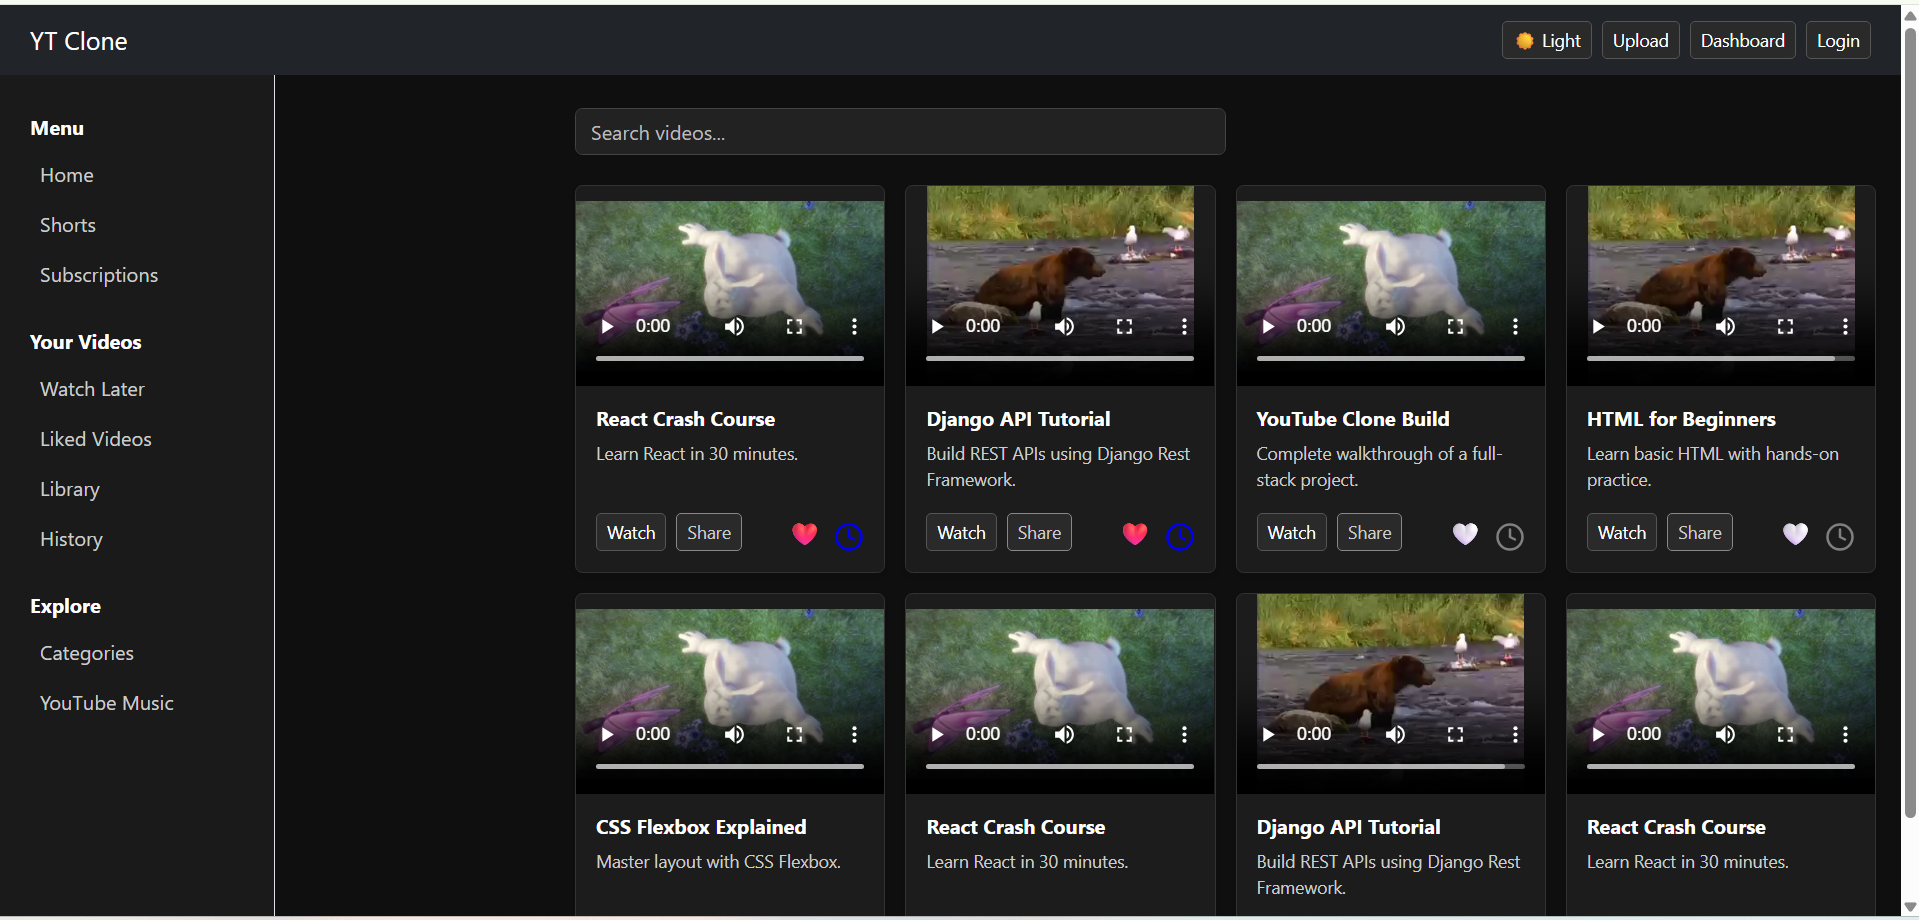 YT Clone
Light
Upload
Dashboard
Login
Menu
Home
Shorts
Subscriptions
Your Videos
Watch Later
Liked Videos
Library
History
Explore
Categories
YouTube Music
Search videos...
0:00
0:00
0:00
0:00
React Crash Course
Learn React in 30 minutes.
Watch
Share
Django API Tutorial
Build REST APIs using Django Rest
Framework.
Watch
Share
YouTube Clone Build
Complete walkthrough of a full-
stack project.
Watch
Share
HTML for Beginners
Learn basic HTML with hands-on
practice.
Watch
Share
0:00
0:00
0:00
0:00
CSS Flexbox Explained
Master layout with CSS Flexbox.
React Crash Course
Learn React in 30 minutes.
Django API Tutorial
Build REST APIs using Django Rest
Framework.
React Crash Course
Learn React in 30 minutes.